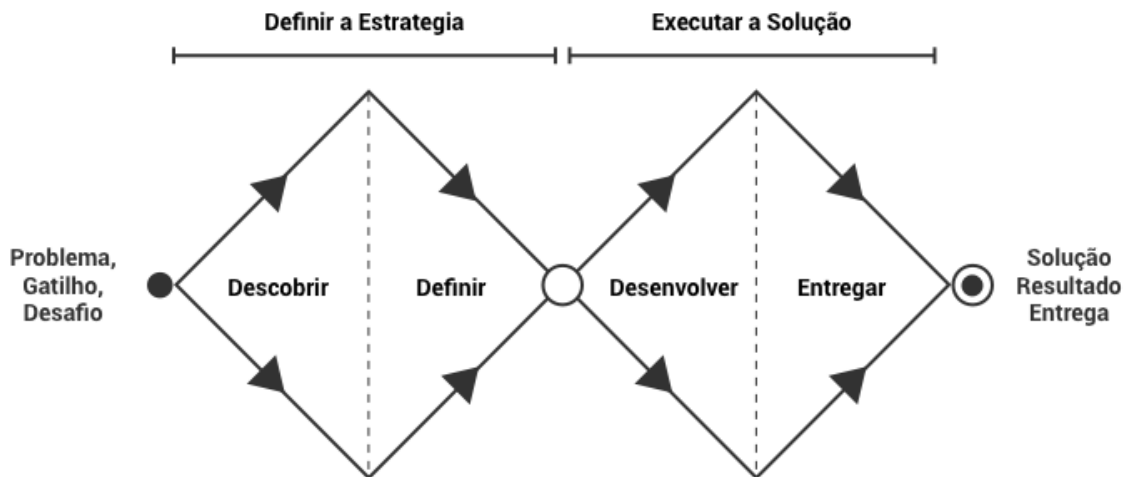 Definir a Estrategia
Executar a Solução
Problema,
Gatilho,
Desafio
Descobrir
Definir
Desenvolver
Entregar
Solução
Resultado
Entrega